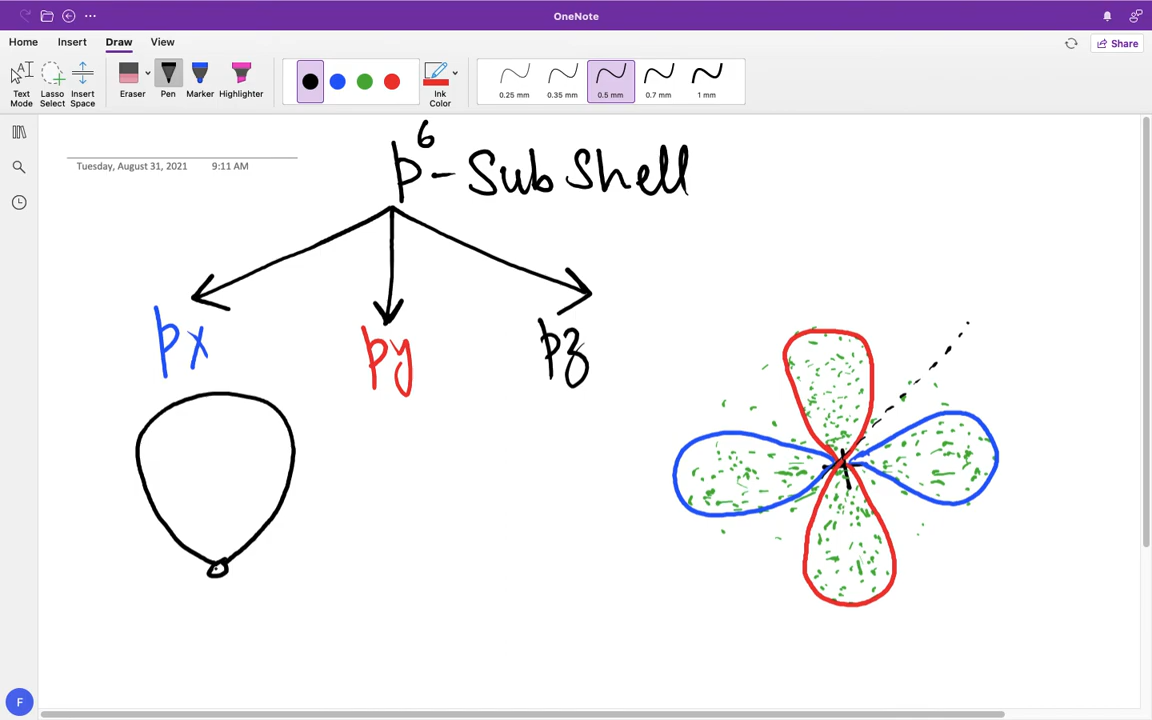 OneNote
Home Insert Draw View
Share
Text Mode
Lasso Select
Insert Space
Eraser
Pen
Marker
Highlighter
Ink Color
0.25 mm
0.35 mm
0.5 mm
0.7 mm
1 mm
Tuesday, August 31, 2021 9:11 AM
p⁶-SubShell
px py pz
F